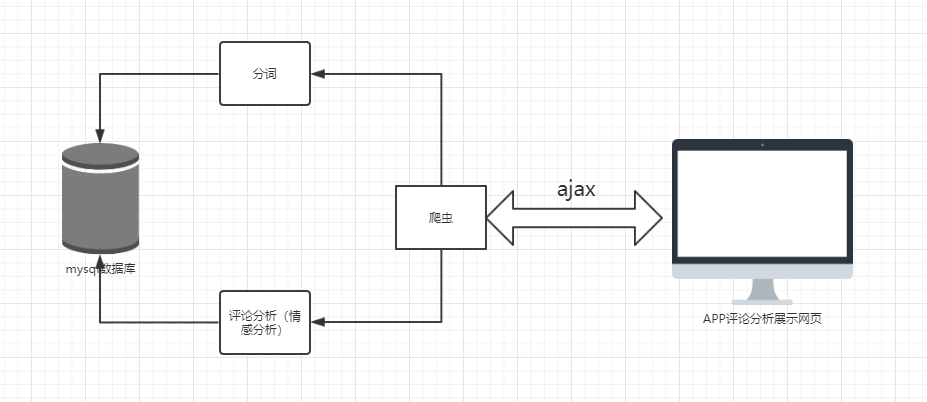 分词
ajax
爬虫
mysql数据库
评论分析（情
感分析）
APP评论分析展示网页